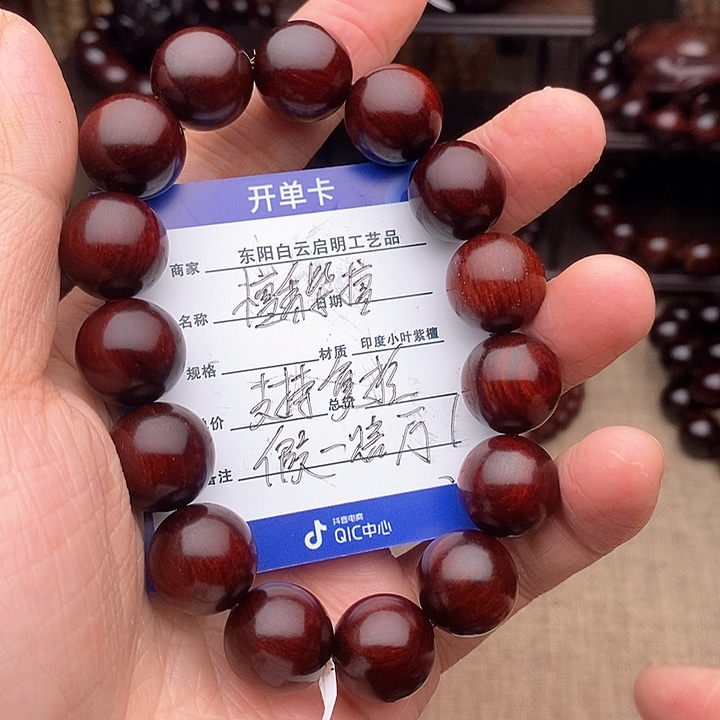 开单卡
商家 东阳白云启明工艺品
名称 日期
规格 材质 印度小叶紫檀
价 总价
支持复检
注 假一赔万
抖音电商
QIC中心